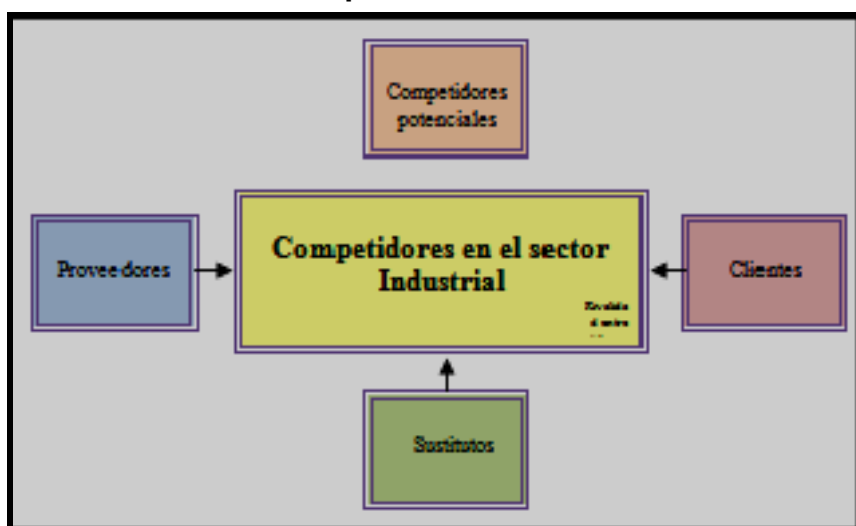 Competidores
potenciales
Proveedores
Competidores en el sector
Industrial
Clientes
Sustitutos